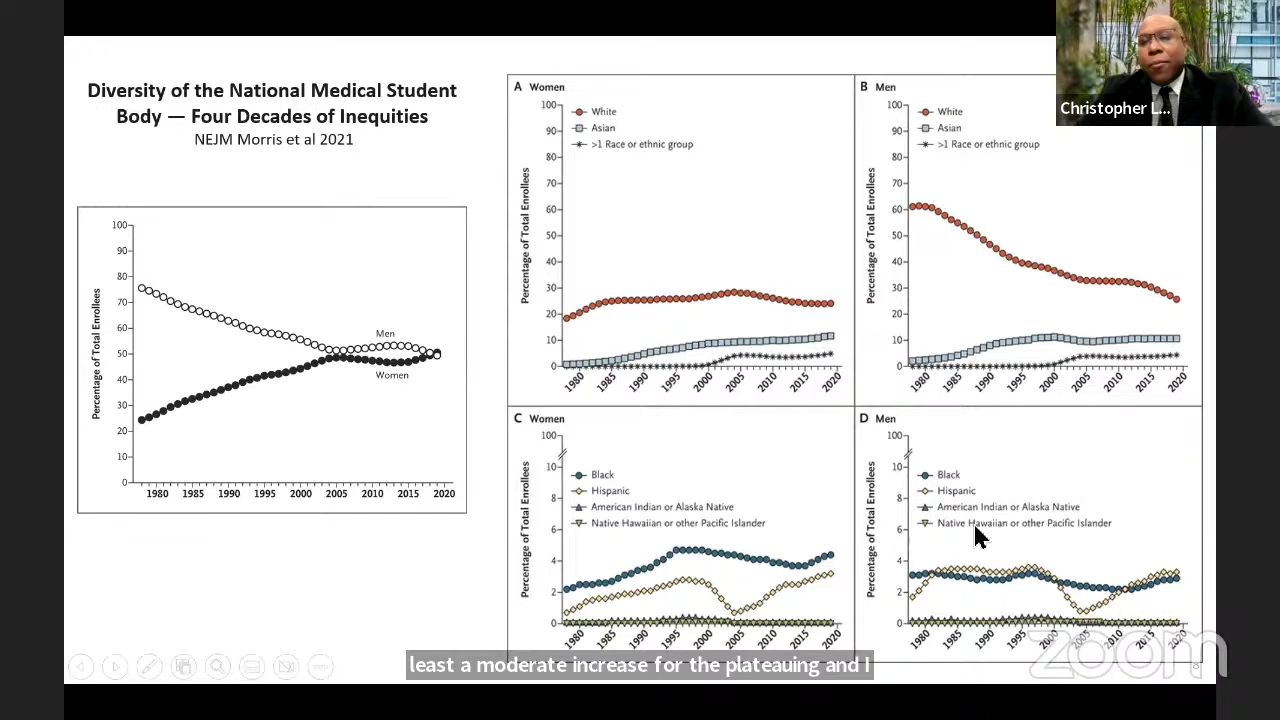 Diversity of the National Medical Student
Body — Four Decades of Inequities
NEJM Morris et al 2021
100
90
80
70
60
50
40
30
20
10
0
Percentage of Total Enrollees
Men
Women
1980 1985 1990 1995 2000 2005 2010 2015 2020
A Women
100
90
80
70
60
50
40
30
20
10
0
Percentage of Total Enrollees
White
Asian
>1 Race or ethnic group
1980 1985 1990 1995 2000 2005 2010 2015 2020
B Men
100
90
80
70
60
50
40
30
20
10
0
Percentage of Total Enrollees
White
Asian
>1 Race or ethnic group
1980 1985 1990 1995 2000 2005 2010 2015 2020
Christopher L...
C Women
100
10
8
6
4
2
0
Percentage of Total Enrollees
Black
Hispanic
American Indian or Alaska Native
Native Hawaiian or other Pacific Islander
1980 1985 1990 1995 2000 2005 2010 2015 2020
D Men
100
10
8
6
4
2
0
Percentage of Total Enrollees
Black
Hispanic
American Indian or Alaska Native
Native Hawaiian or other Pacific Islander
1980 1985 1990 1995 2000 2005 2010 2015 2020
least a moderate increase for the plateauing and I
zoom